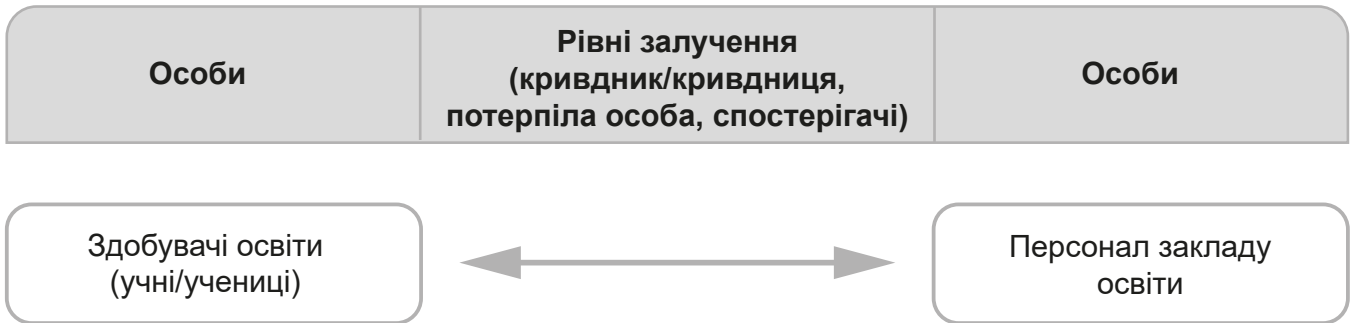 Особи
Рівні залучення
(кривдник/кривдниця,
потерпіла особа, спостерігачі)
Особи
Здобувачі освіти
(учні/учениці)
Персонал закладу
освіти